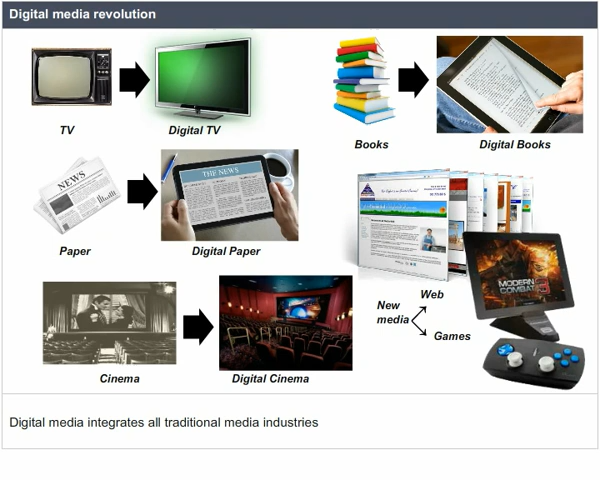 Digital media revolution
TV
Digital TV
Books
Digital Books
NEWS
THE NEWS
Paper
Digital Paper
MODERN
COMBAT 3
Web
New
media
Games
Cinema
Digital Cinema
Digital media integrates all traditional media industries